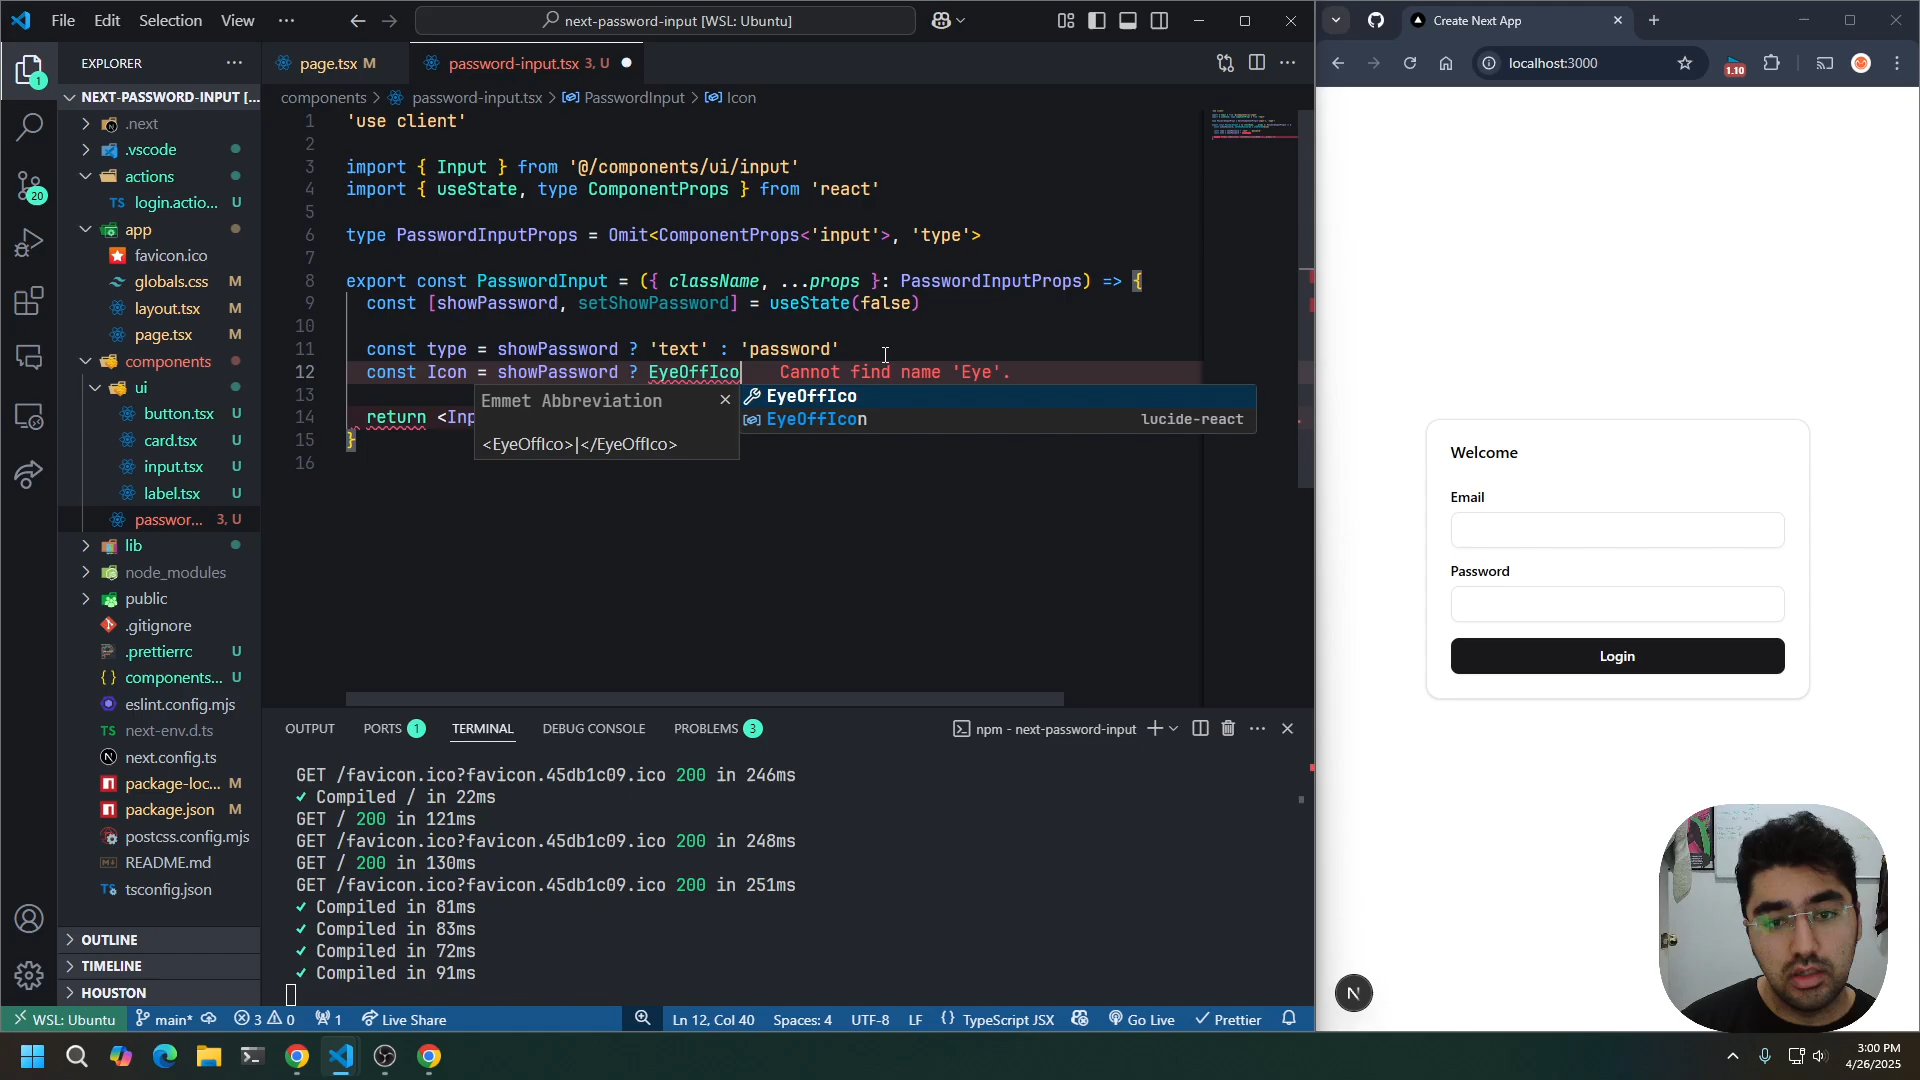 File Edit Selection View ···
next-password-input [WSL: Ubuntu]
EXPLORER
NEXT-PASSWORD-INPUT [...
.next
.vscode
actions
TS login.actio... U
app
favicon.ico
globals.css M
layout.tsx M
page.tsx M
components
ui
button.tsx U
card.tsx U
input.tsx U
label.tsx U
passwor... 3, U
lib
node_modules
public
.gitignore
.prettierrc U
components... U
eslint.config.mjs
TS next-env.d.ts
next.config.ts
package-loc... M
package.json M
postcss.config.mjs
README.md
tsconfig.json
OUTLINE
TIMELINE
HOUSTON
1
20
page.tsx M
password-input.tsx 3, U
components > password-input.tsx > PasswordInput > Icon
1 'use client'
2
3 import { Input } from '@/components/ui/input'
4 import { useState, type ComponentProps } from 'react'
5
6 type PasswordInputProps = Omit<ComponentProps<'input'>, 'type'>
7
8 export const PasswordInput = ({ className, ...props }: PasswordInputProps) => {
9 const [showPassword, setShowPassword] = useState(false)
10
11 const type = showPassword ? 'text' : 'password'
12 const Icon = showPassword ? EyeOffIco Cannot find name 'Eye'.
13
14 return <Inp
15 }
16
Emmet Abbreviation
<EyeOffIco>|</EyeOffIco>
EyeOffIco
EyeOffIcon lucide-react
OUTPUT PORTS 1 TERMINAL DEBUG CONSOLE PROBLEMS 3
npm - next-password-input
GET /favicon.ico?favicon.45db1c09.ico 200 in 246ms
✓ Compiled / in 22ms
GET / 200 in 121ms
GET /favicon.ico?favicon.45db1c09.ico 200 in 248ms
GET / 200 in 130ms
GET /favicon.ico?favicon.45db1c09.ico 200 in 251ms
✓ Compiled in 81ms
✓ Compiled in 83ms
✓ Compiled in 72ms
✓ Compiled in 91ms
WSL: Ubuntu main* 3 0 1 Live Share
Ln 12, Col 40 Spaces: 4 UTF-8 LF {} TypeScript JSX Go Live Prettier
Create Next App
localhost:3000
1.10
Welcome
Email
Password
Login
N
3:00 PM
4/26/2025